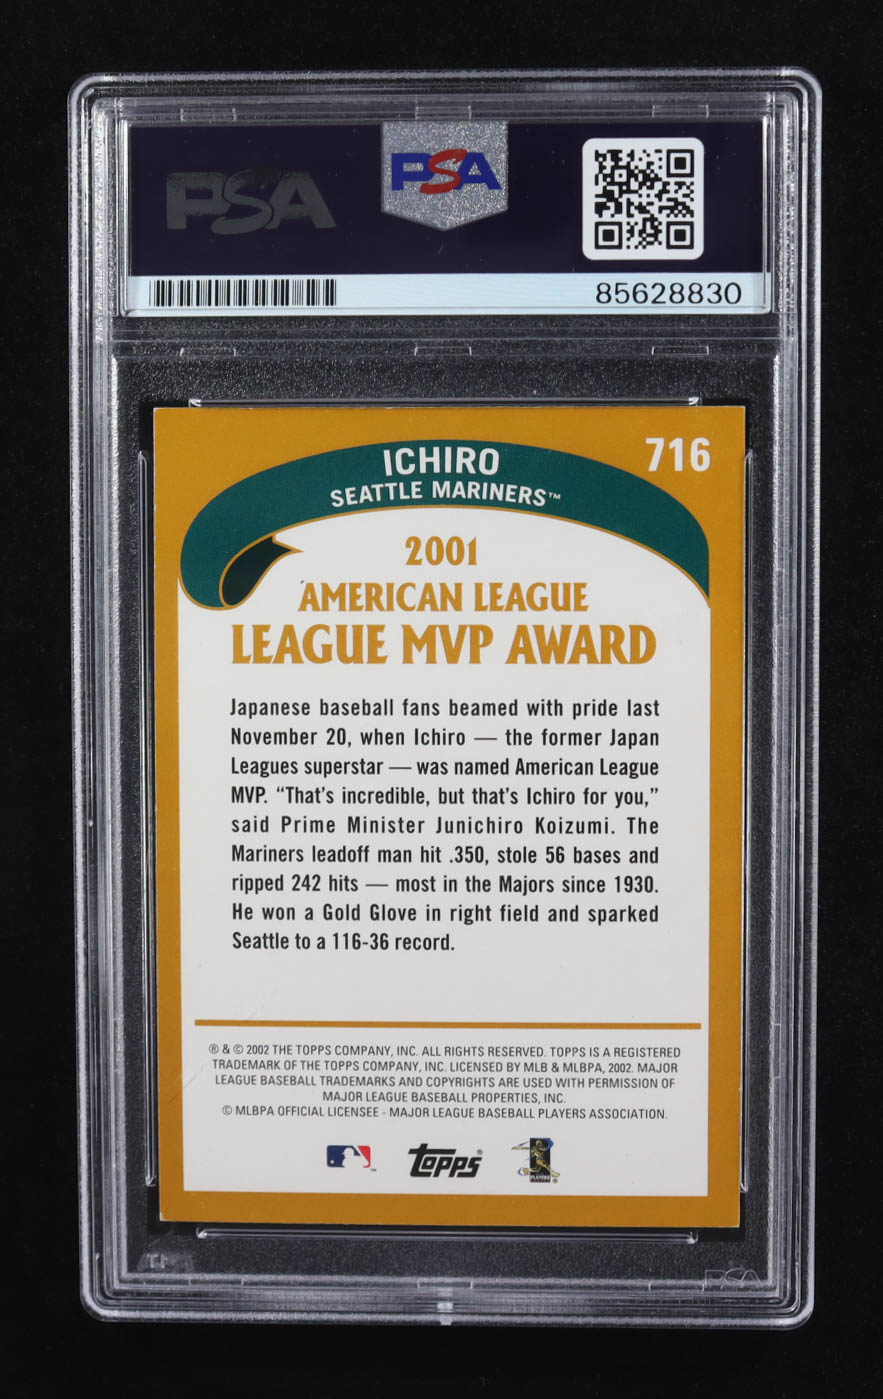 PSA
PSA
85628830
716
ICHIRO
SEATTLE MARINERS™
2001
AMERICAN LEAGUE
LEAGUE MVP AWARD
Japanese baseball fans beamed with pride last
November 20, when Ichiro — the former Japan
Leagues superstar — was named American League
MVP. “That's incredible, but that's Ichiro for you,”
said Prime Minister Junichiro Koizumi. The
Mariners leadoff man hit .350, stole 56 bases and
ripped 242 hits — most in the Majors since 1930.
He won a Gold Glove in right field and sparked
Seattle to a 116-36 record.
® & © 2002 THE TOPPS COMPANY, INC. ALL RIGHTS RESERVED. TOPPS IS A REGISTERED
TRADEMARK OF THE TOPPS COMPANY, INC. LICENSED BY MLB & MLBPA, 2002. MAJOR
LEAGUE BASEBALL TRADEMARKS AND COPYRIGHTS ARE USED WITH PERMISSION OF
MAJOR LEAGUE BASEBALL PROPERTIES, INC.
© MLBPA OFFICIAL LICENSEE - MAJOR LEAGUE BASEBALL PLAYERS ASSOCIATION.
Topps®
PLAYERS
PSA